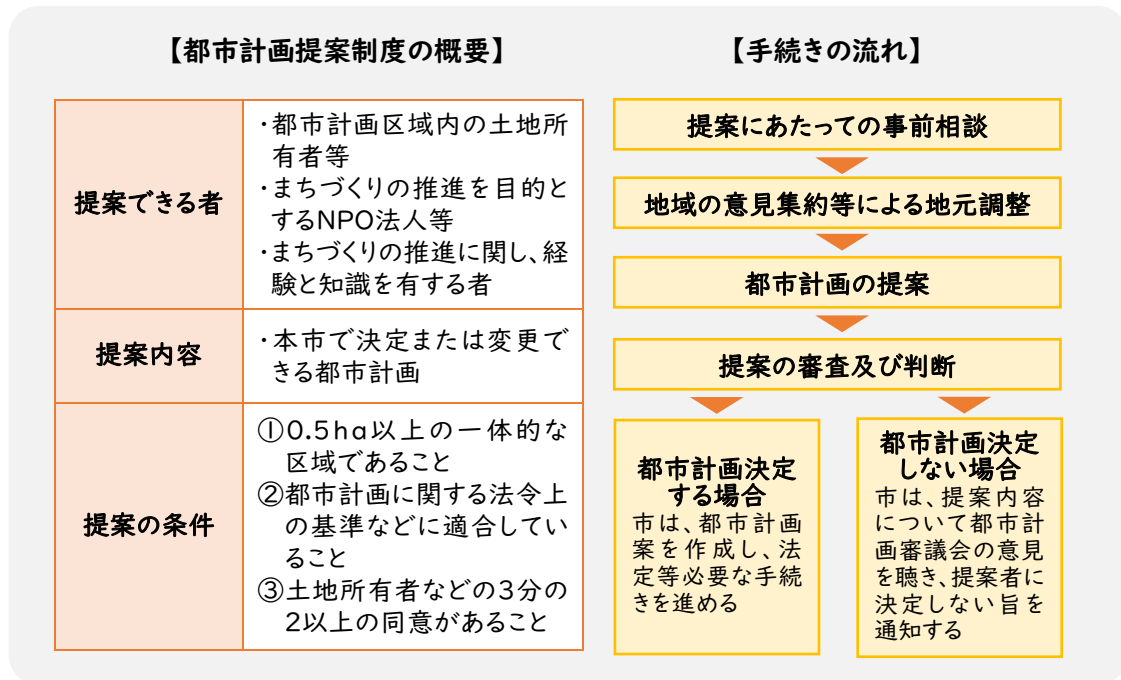 【都市計画提案制度の概要】
提案できる者
・都市計画区域内の土地所
有者等
・まちづくりの推進を目的と
するNPO法人等
・まちづくりの推進に関し、経
験と知識を有する者
提案内容
・本市で決定または変更で
きる都市計画
提案の条件
①0.5ha以上の一体的な
区域であること
②都市計画に関する法令上
の基準などに適合してい
ること
③土地所有者などの3分の
2以上の同意があること
【手続きの流れ】
提案にあたっての事前相談
地域の意見集約等による地元調整
都市計画の提案
提案の審査及び判断
都市計画決定
する場合
市は、都市計画
案を作成し、法
定等必要な手続
きを進める
都市計画決定
しない場合
市は、提案内容
について都市計
画審議会の意見
を聴き、提案者に
決定しない旨を
通知する